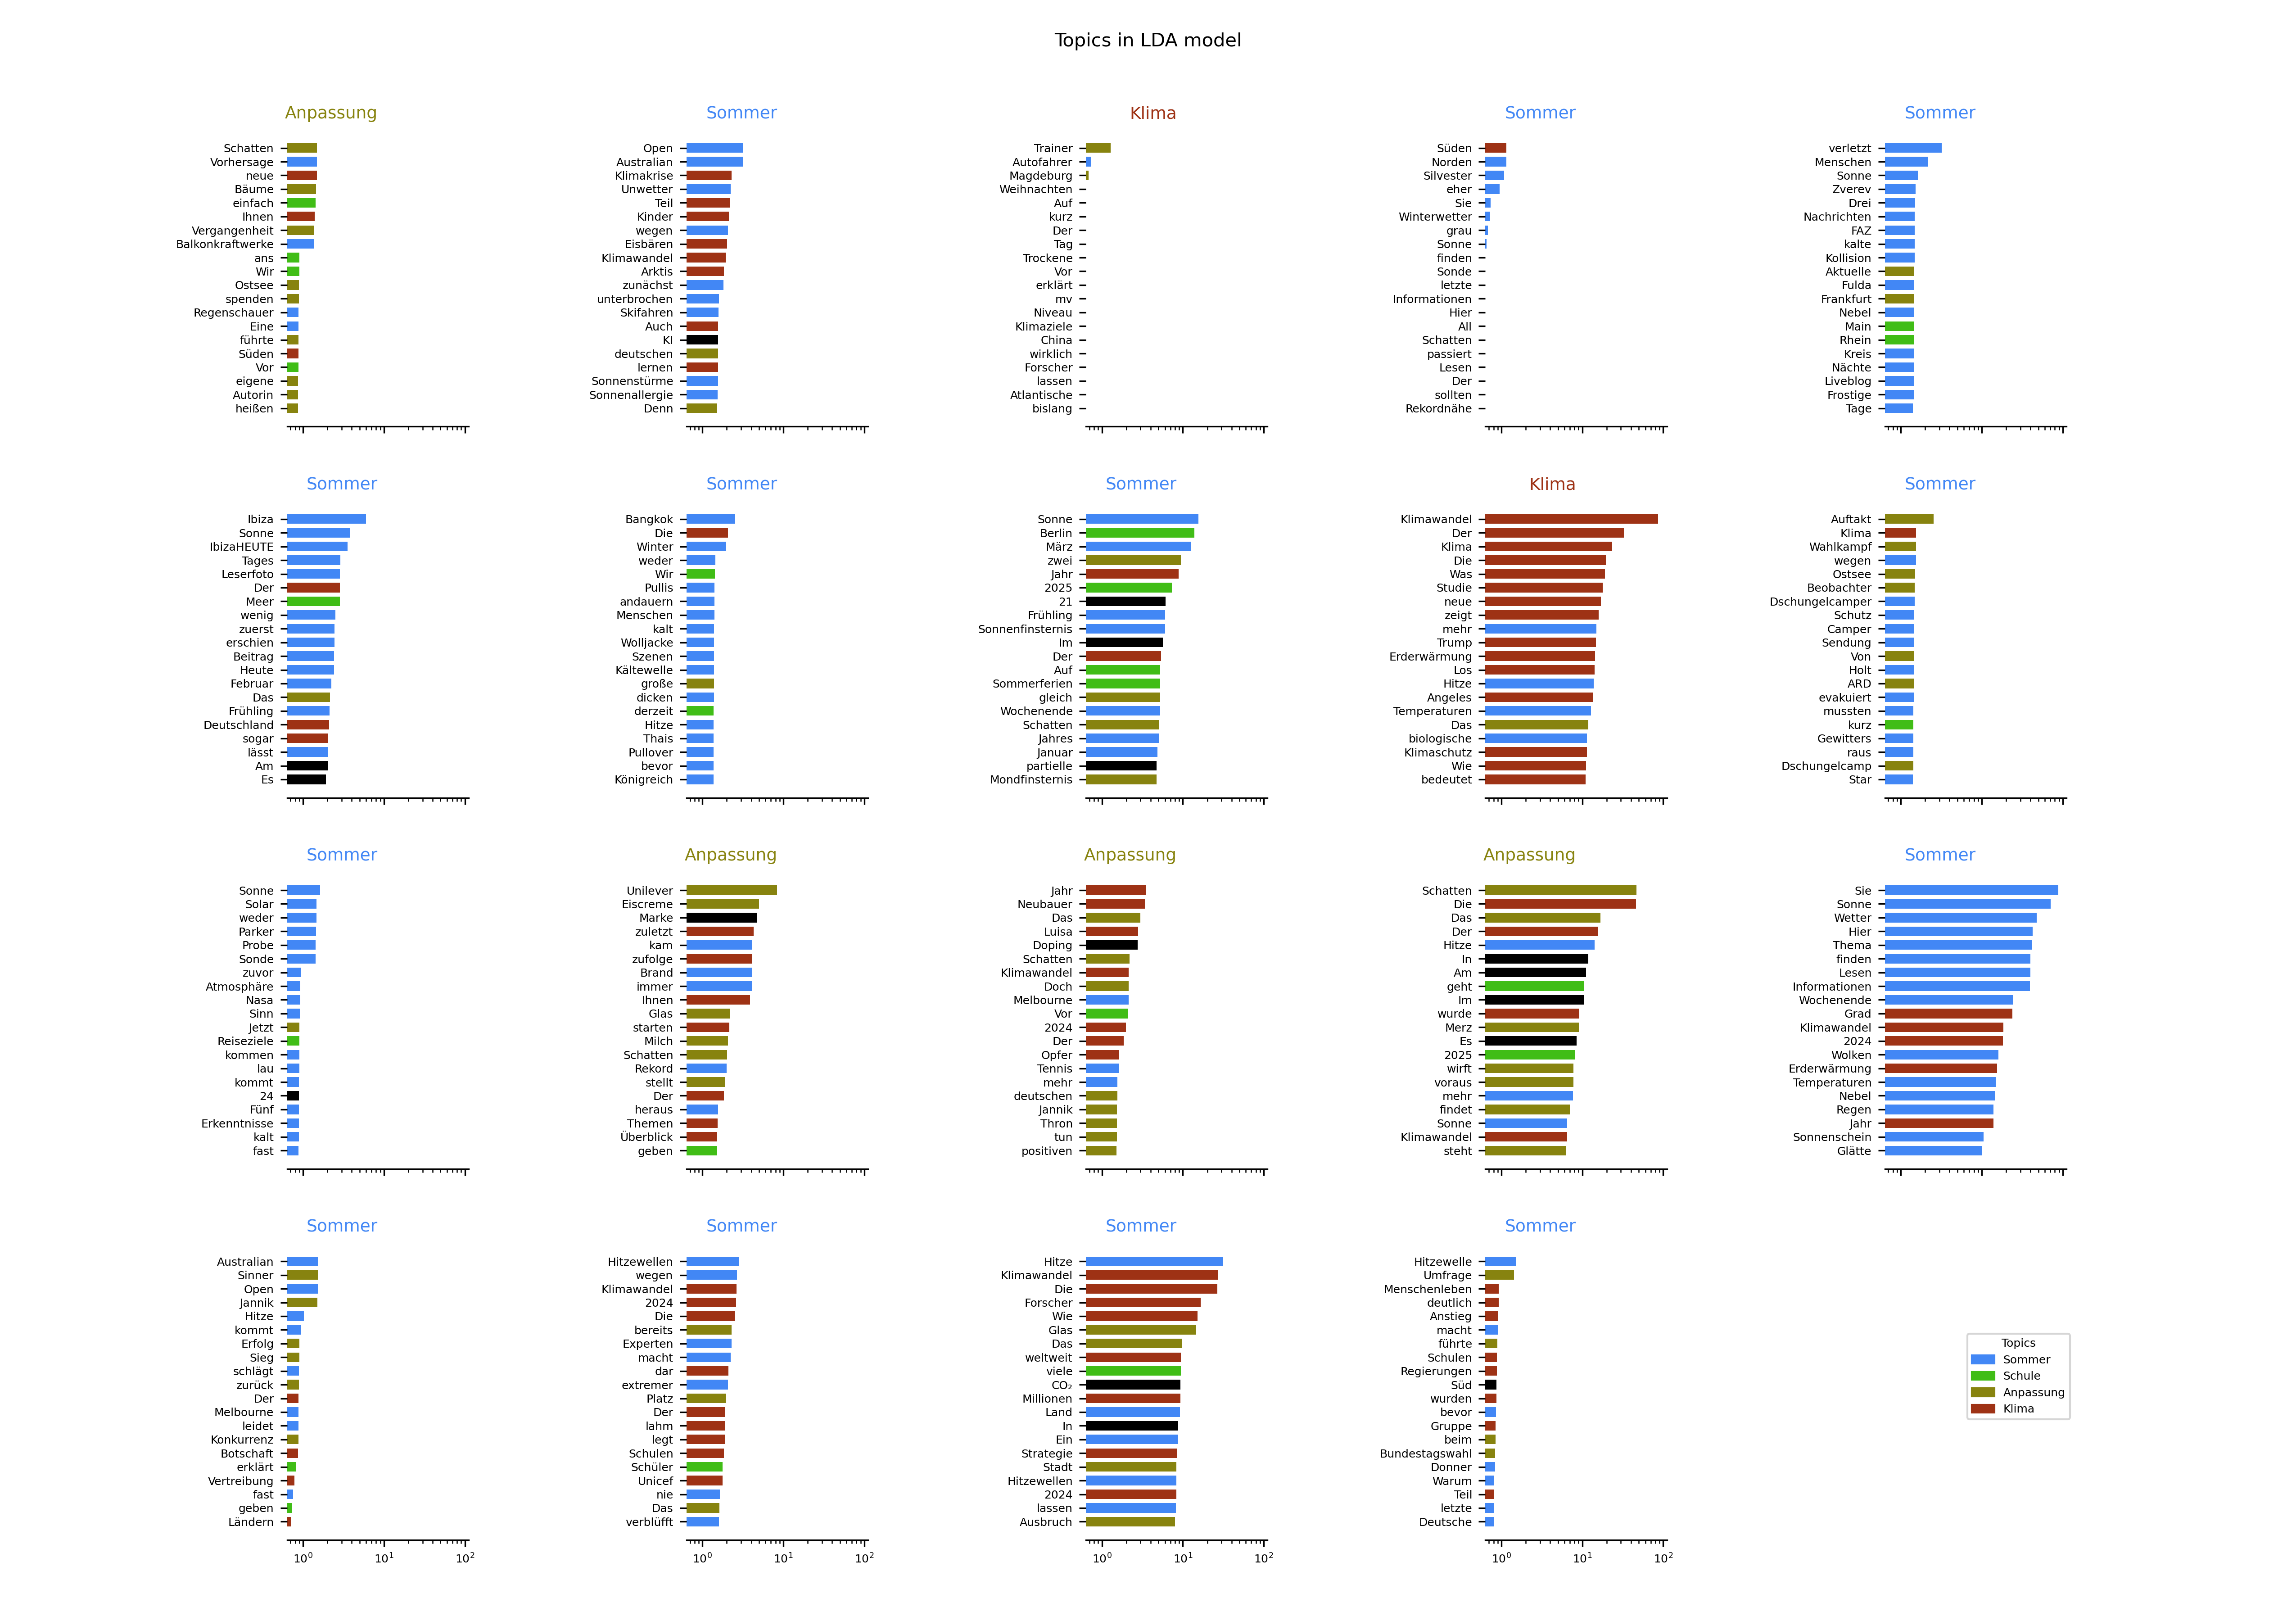 Topics in LDA model
Anpassung
Schatten
Vorhersage
neue
Bäume
einfach
Ihnen
Vergangenheit
Balkonkraftwerke
ans
Wir
Ostsee
spenden
Regenschauer
Eine
führte
Süden
Vor
eigene
Autorin
heißen
Sommer
Open
Australian
Klimakrise
Unwetter
Teil
Kinder
wegen
Eisbären
Klimawandel
Arktis
zunächst
unterbrochen
Skifahren
Auch
KI
deutschen
lernen
Sonnenstürme
Sonnenallergie
Denn
Klima
Trainer
Autofahrer
Magdeburg
Weihnachten
Auf
kurz
Der
Tag
Trockene
Vor
erklärt
mv
Niveau
Klimaziele
China
wirklich
Forscher
lassen
Atlantische
bislang
Sommer
Süden
Norden
Silvester
eher
Sie
Winterwetter
grau
Sonne
finden
Sonde
letzte
Informationen
Hier
All
Schatten
passiert
Lesen
Der
sollten
Rekordnähe
Sommer
verletzt
Menschen
Sonne
Zverev
Drei
Nachrichten
FAZ
kalte
Kollision
Aktuelle
Fulda
Frankfurt
Nebel
Main
Rhein
Kreis
Nächte
Liveblog
Frostige
Tage
Sommer
Ibiza
Sonne
IbizaHEUTE
Tages
Leserfoto
Der
Meer
wenig
zuerst
erschien
Beitrag
Heute
Februar
Das
Frühling
Deutschland
sogar
lässt
Am
Es
Sommer
Bangkok
Die
Winter
weder
Wir
Pullis
andauern
Menschen
kalt
Wolljacke
Szenen
Kältewelle
große
dicken
derzeit
Hitze
Thais
Pullover
bevor
Königreich
Sommer
Sonne
Berlin
März
zwei
Jahr
2025
21
Frühling
Sonnenfinsternis
Im
Der
Auf
Sommerferien
gleich
Wochenende
Schatten
Jahres
Januar
partielle
Mondfinsternis
Klima
Klimawandel
Der
Klima
Die
Was
Studie
neue
zeigt
mehr
Trump
Erderwärmung
Los
Hitze
Angeles
Temperaturen
Das
biologische
Klimaschutz
Wie
bedeutet
Sommer
Auftakt
Klima
Wahlkampf
wegen
Ostsee
Beobachter
Dschungelcamper
Schutz
Camper
Sendung
Von
Holt
ARD
evakuiert
mussten
kurz
Gewitters
raus
Dschungelcamp
Star
Sommer
Sonne
Solar
weder
Parker
Probe
Sonde
zuvor
Atmosphäre
Nasa
Sinn
Jetzt
Reiseziele
kommen
lau
kommt
24
Fünf
Erkenntnisse
kalt
fast
Anpassung
Unilever
Eiscreme
Marke
zuletzt
kam
zufolge
Brand
immer
Ihnen
Glas
starten
Milch
Schatten
Rekord
stellt
Der
heraus
Themen
Überblick
geben
Anpassung
Jahr
Neubauer
Das
Luisa
Doping
Schatten
Klimawandel
Doch
Melbourne
Vor
2024
Der
Opfer
Tennis
mehr
deutschen
Jannik
Thron
tun
positiven
Anpassung
Schatten
Die
Das
Der
Hitze
In
Am
geht
Im
wurde
Merz
Es
2025
wirft
voraus
mehr
findet
Sonne
Klimawandel
steht
Sommer
Sie
Sonne
Wetter
Hier
Thema
finden
Lesen
Informationen
Wochenende
Grad
Klimawandel
2024
Wolken
Erderwärmung
Temperaturen
Nebel
Regen
Jahr
Sonnenschein
Glätte
Sommer
Australian
Sinner
Open
Jannik
Hitze
kommt
Erfolg
Sieg
schlägt
zurück
Der
Melbourne
leidet
Konkurrenz
Botschaft
erklärt
Vertreibung
fast
geben
Ländern
10⁰ 10¹ 10²
Sommer
Hitzewellen
wegen
Klimawandel
2024
Die
bereits
Experten
macht
dar
extremer
Platz
Der
lahm
legt
Schulen
Schüler
Unicef
nie
Das
verblüfft
10⁰ 10¹ 10²
Sommer
Hitze
Klimawandel
Die
Forscher
Wie
Glas
Das
weltweit
viele
CO₂
Millionen
Land
In
Ein
Strategie
Stadt
Hitzewellen
2024
lassen
Ausbruch
10⁰ 10¹ 10²
Sommer
Hitzewelle
Umfrage
Menschenleben
deutlich
Anstieg
macht
führte
Schulen
Regierungen
Süd
wurden
bevor
Gruppe
beim
Bundestagswahl
Donner
Warum
Teil
letzte
Deutsche
10⁰ 10¹ 10²
Topics
Sommer
Schule
Anpassung
Klima